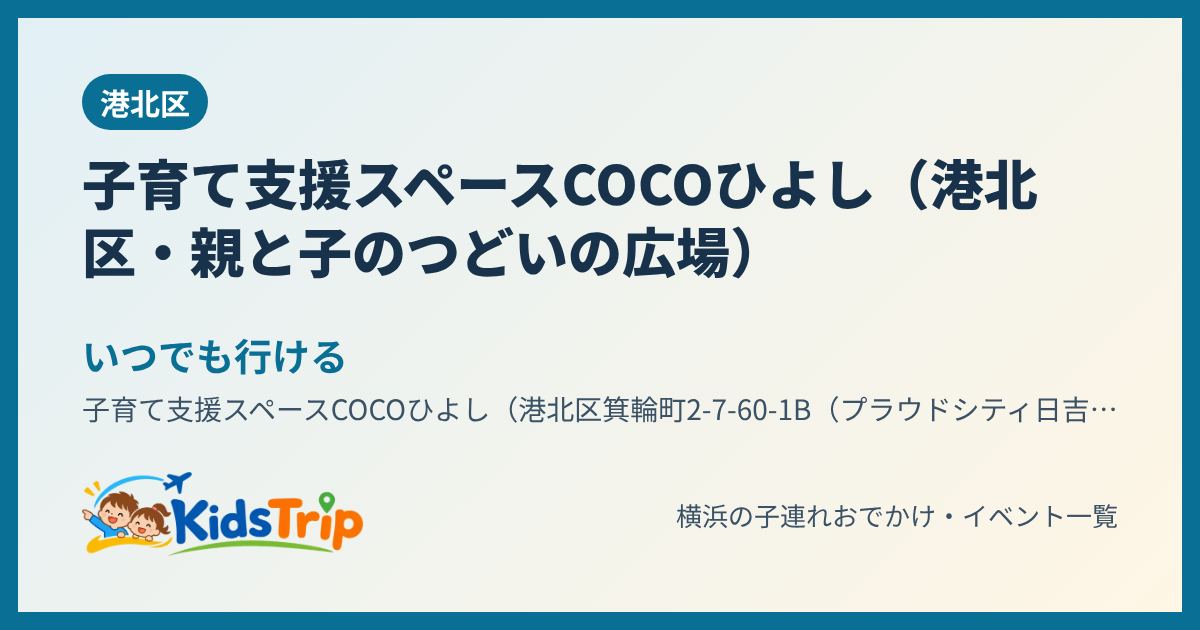 港北区
子育て支援スペースCOCOひよし（港北
区・親と子のつどいの広場）
いつでも行ける
子育て支援スペースCOCOひよし（港北区箕輪町2-7-60-1B（プラウドシティ日吉…
KidsTrip
横浜の子連れおでかけ・イベント一覧